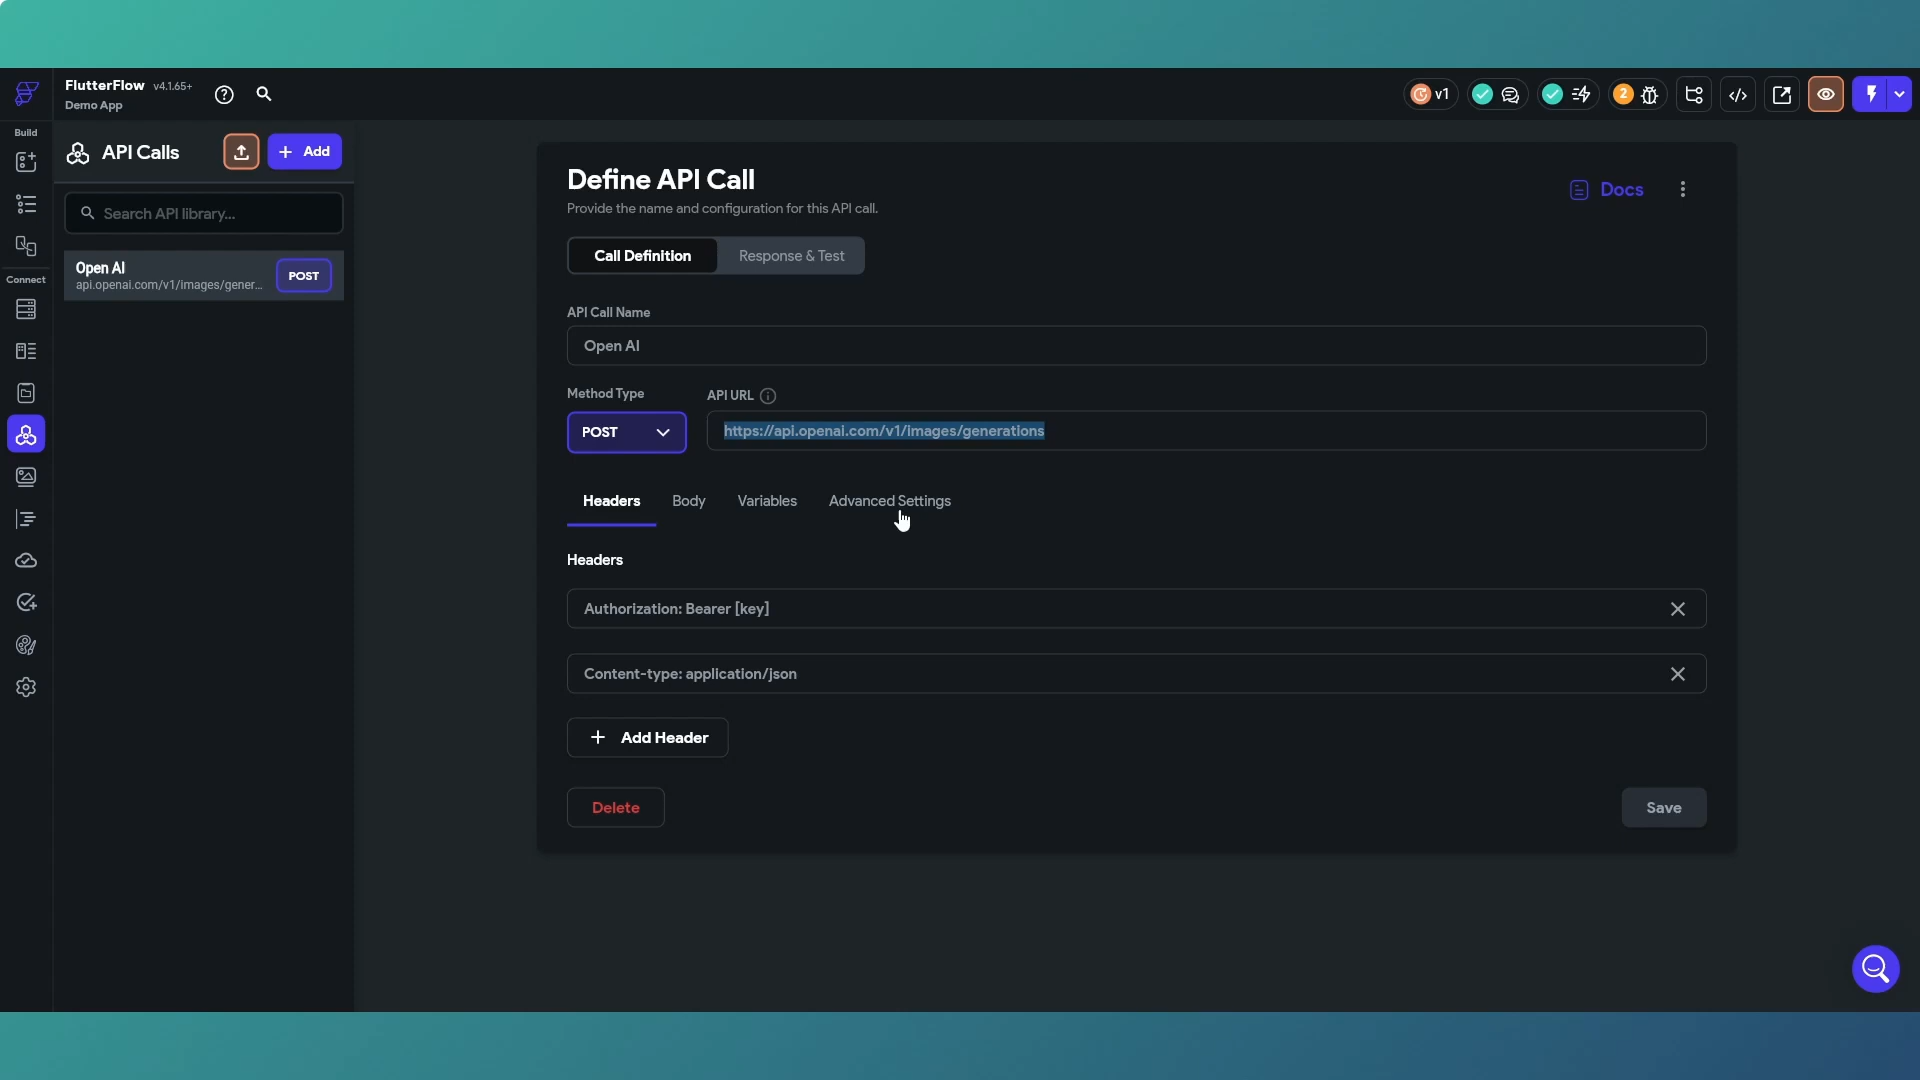 FlutterFlow v4.1.65+
Demo App
v1
2
Build
API Calls
Add
Search API library...
Connect
Open AI
api.openai.com/v1/images/gener...
POST
Define API Call
Provide the name and configuration for this API call.
Docs
Call Definition
Response & Test
API Call Name
Open AI
Method Type
API URL
POST
https://api.openai.com/v1/images/generations
Headers
Body
Variables
Advanced Settings
Headers
Authorization: Bearer [key]
Content-type: application/json
Add Header
Delete
Save